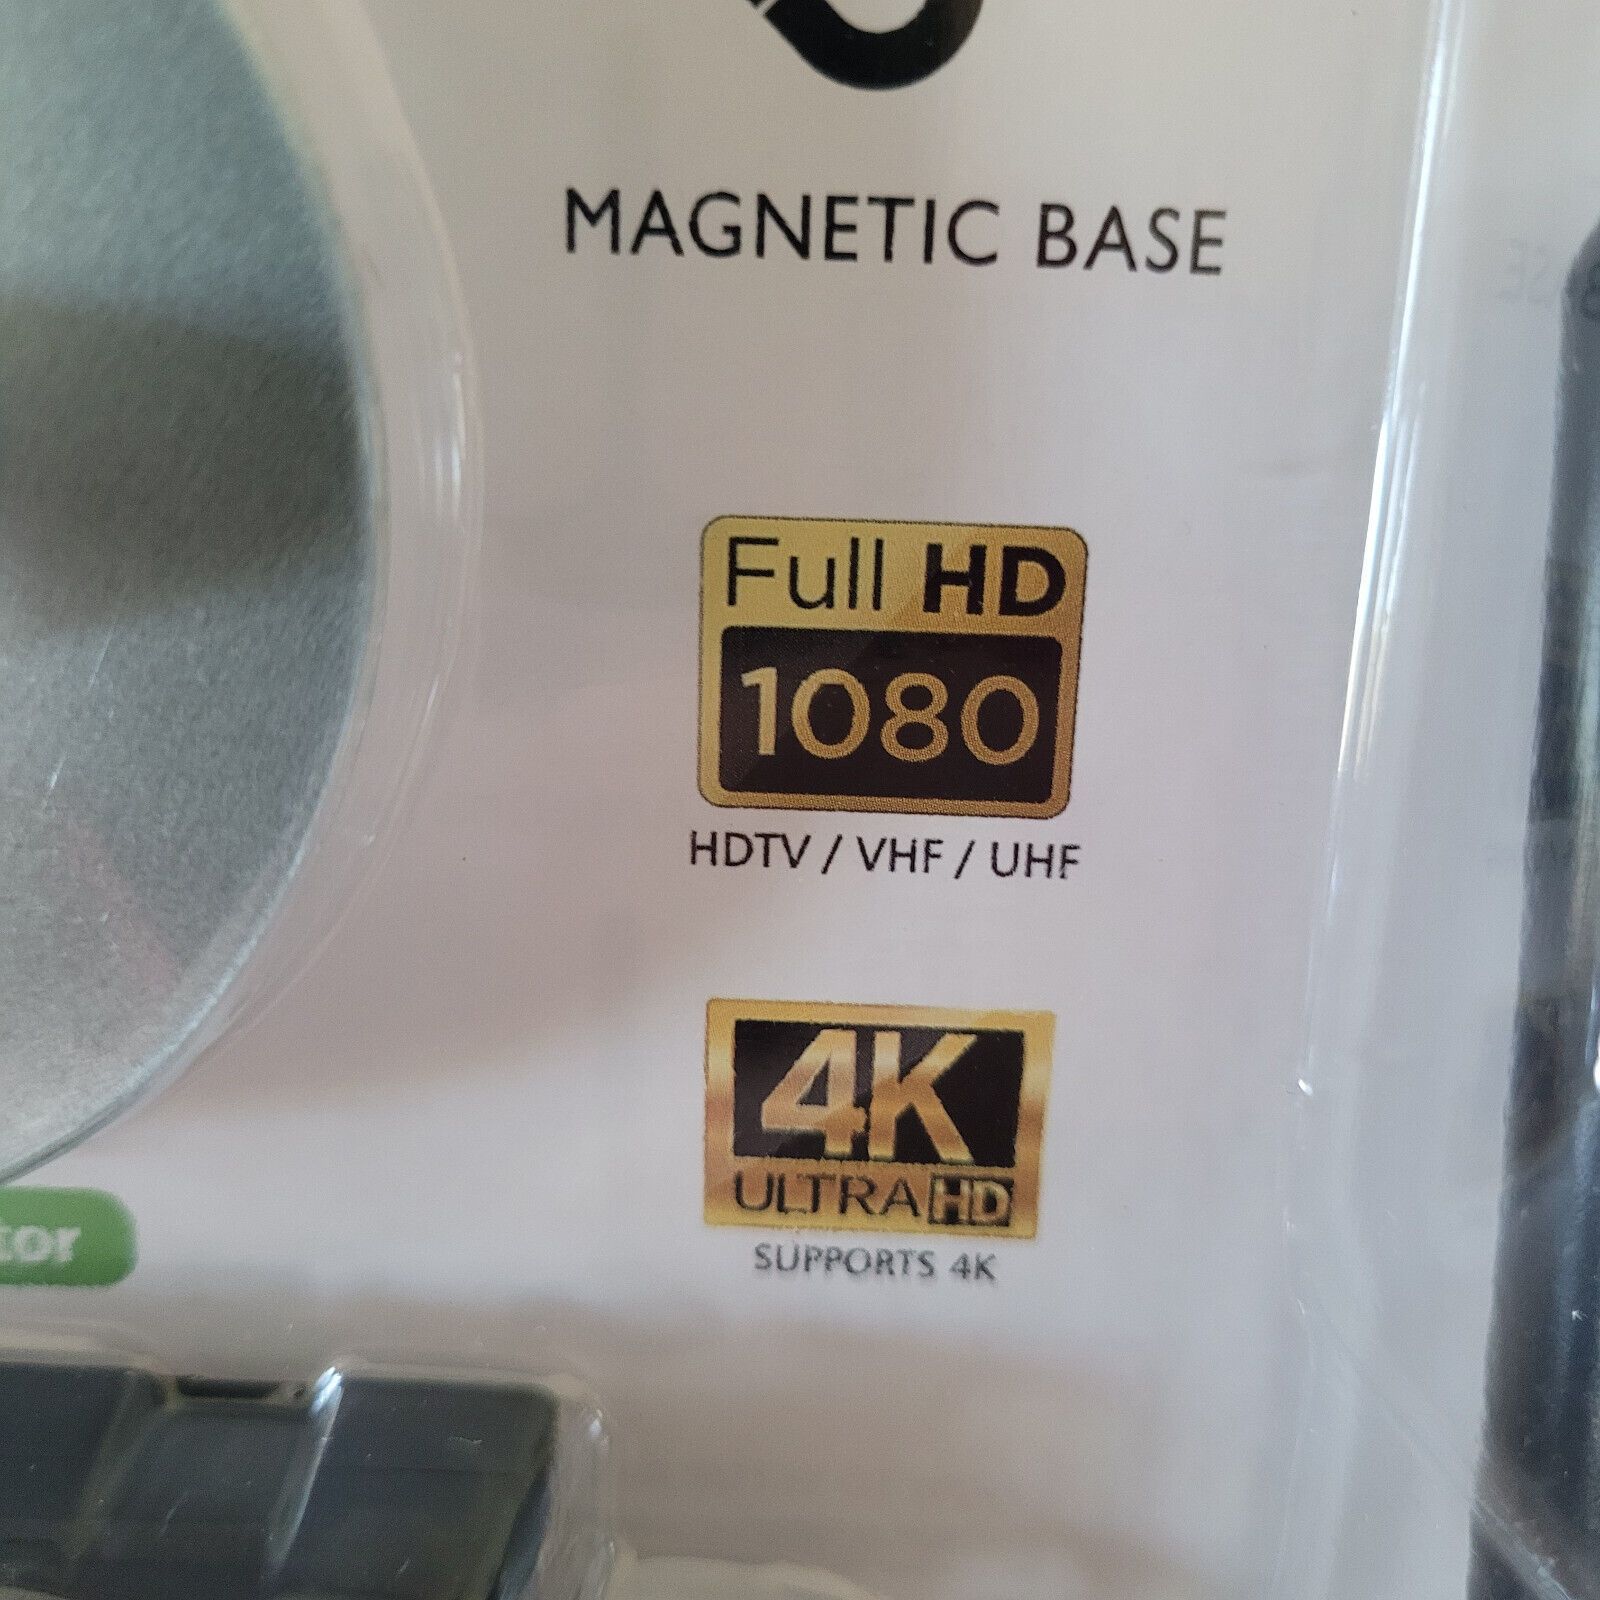 MAGNETIC BASE
Full HD
1080
HDTV / VHF / UHF
4K
ULTRA HD
SUPPORTS 4K